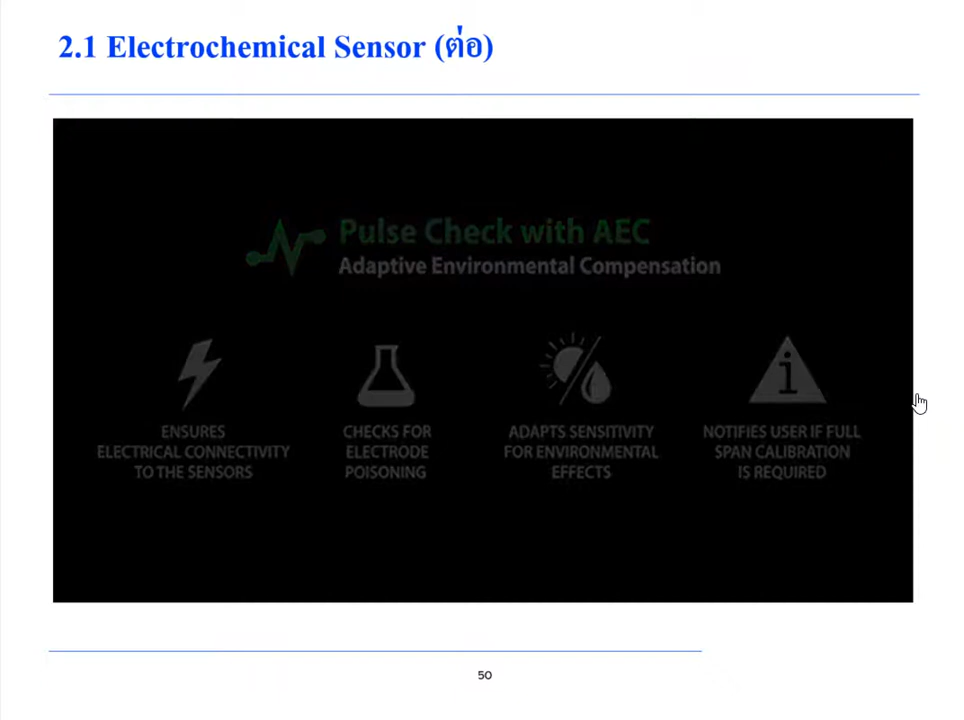 2.1 Electrochemical Sensor (ต่อ)
Pulse Check with AEC
Adaptive Environmental Compensation
ENSURES
ELECTRICAL CONNECTIVITY
TO THE SENSORS
CHECKS FOR
ELECTRODE
POISONING
ADAPTS SENSITIVITY
FOR ENVIRONMENTAL
EFFECTS
NOTIFIES USER IF FULL
SPAN CALIBRATION
IS REQUIRED
50